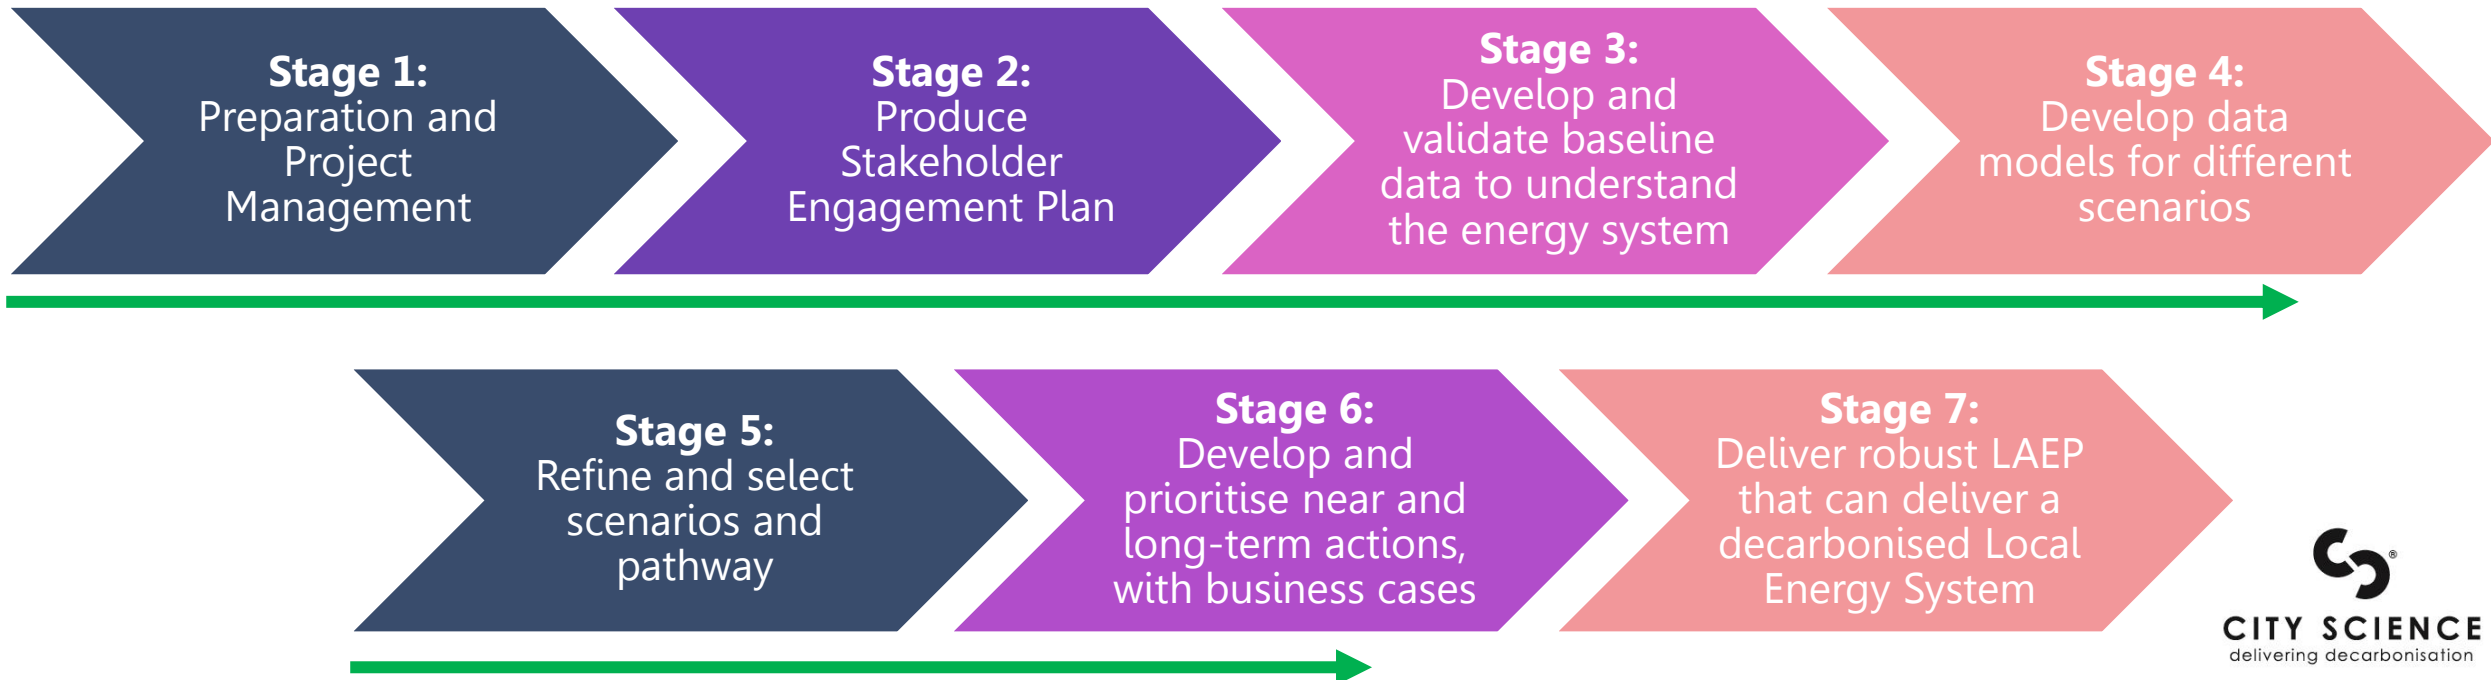 Stage 1:
Preparation and
Project
Management
Stage 2:
Produce
Stakeholder
Engagement Plan
Stage 3:
Develop and
validate baseline
data to understand
the energy system
Stage 4:
Develop data
models for different
scenarios
Stage 5:
Refine and select
scenarios and
pathway
Stage 6:
Develop and
prioritise near and
long-term actions,
with business cases
Stage 7:
Deliver robust LAEP
that can deliver a
decarbonised Local
Energy System
®
CITY SCIENCE
delivering decarbonisation